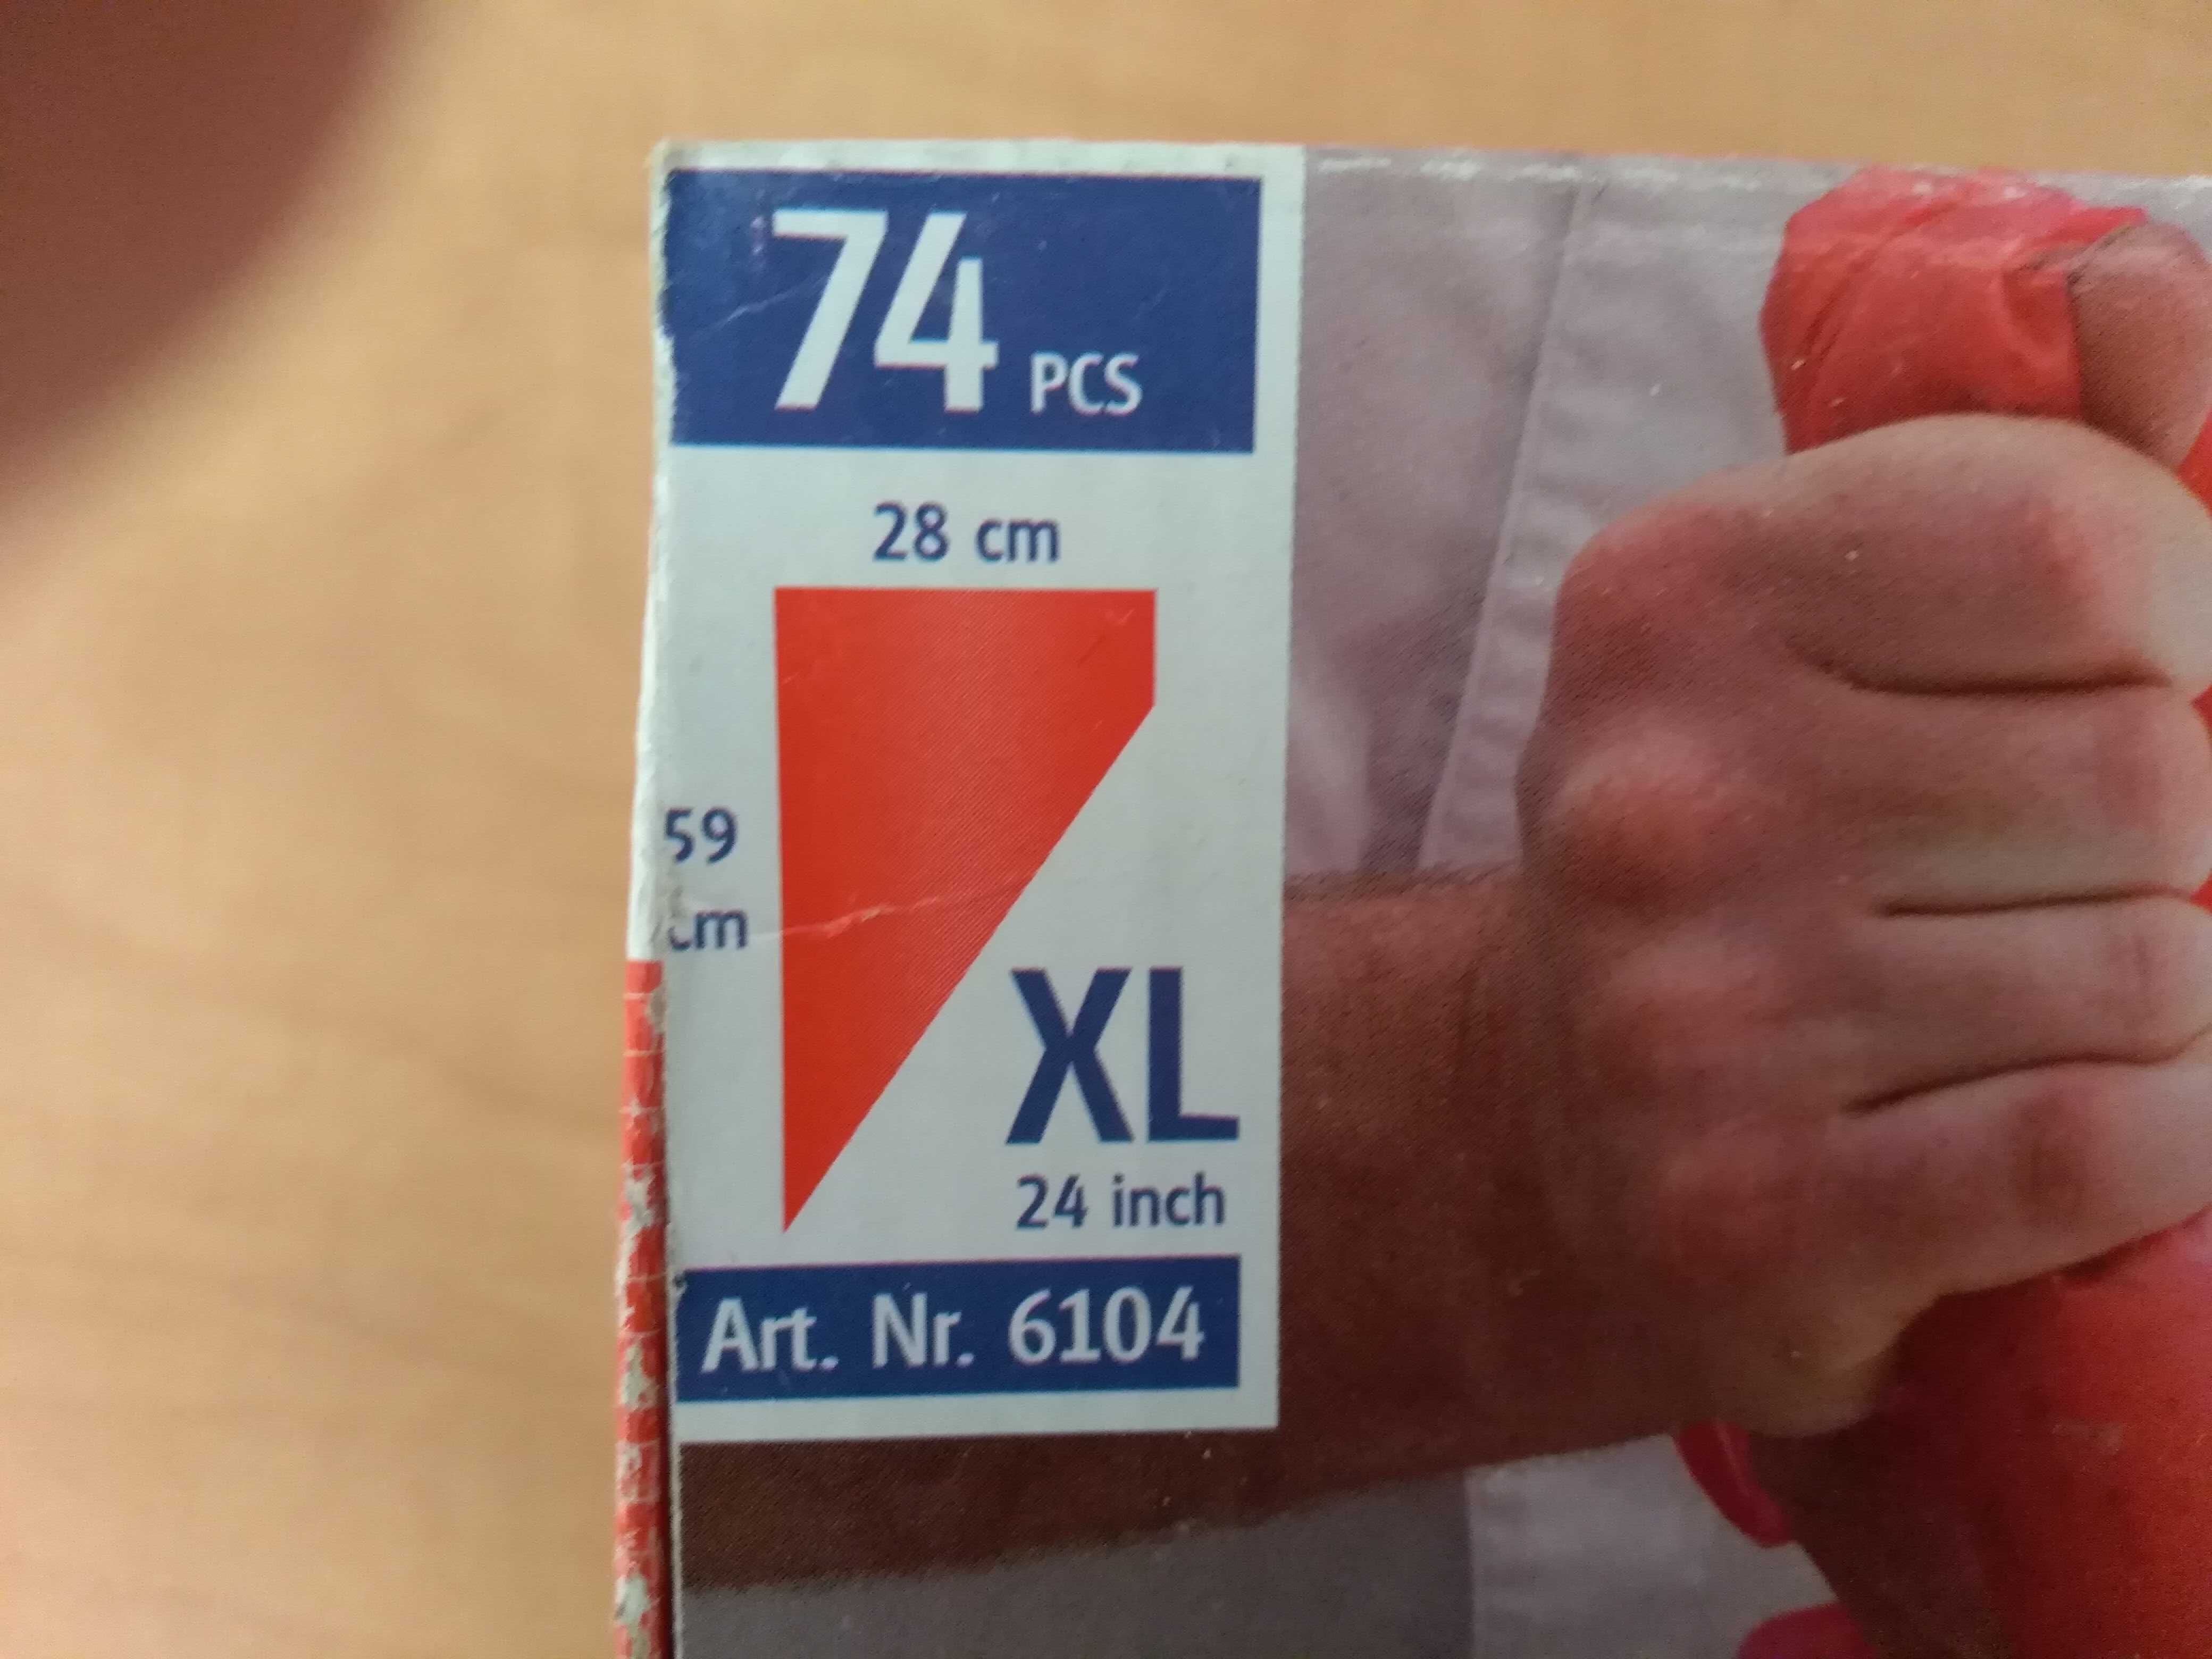 74 PCS
28 cm
59
cm
XL
24 inch
Art. Nr. 6104